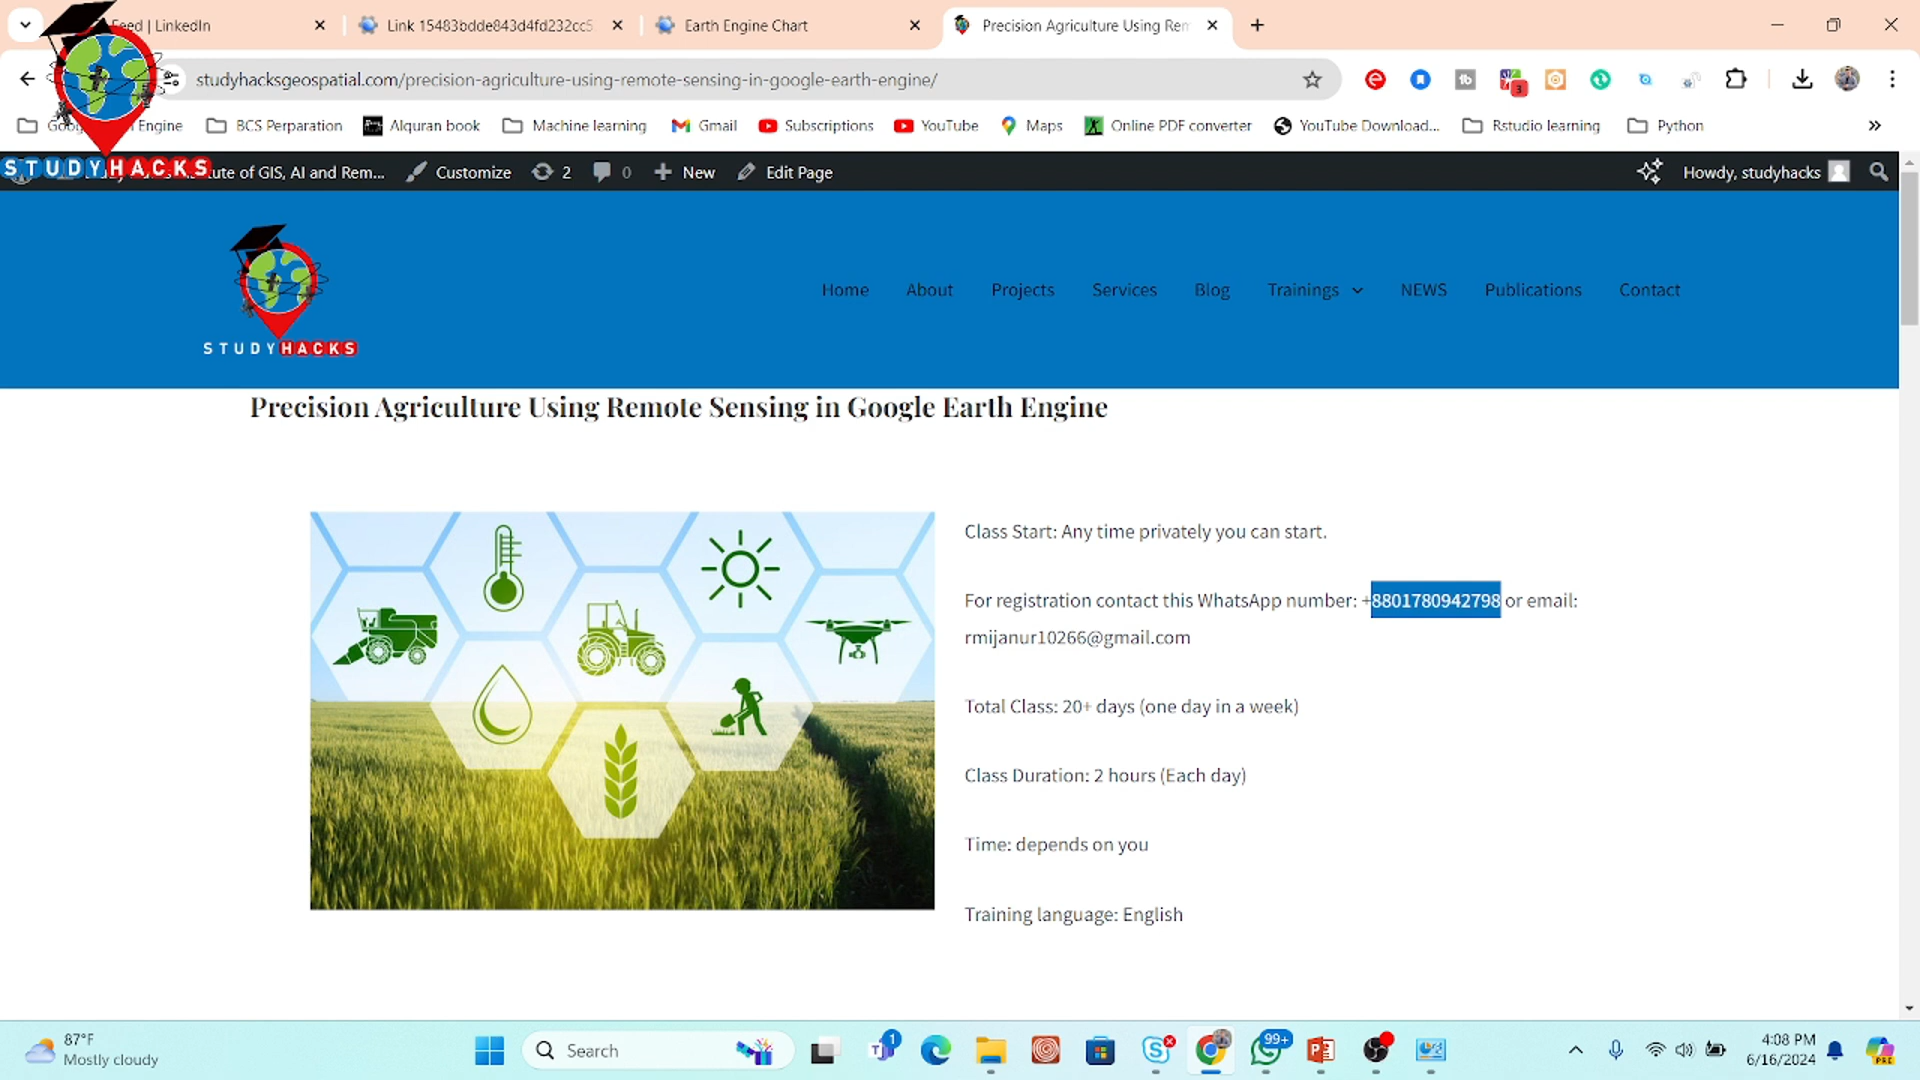 Feed | LinkedIn
Link 15483bdde843d4fd232cc5
Earth Engine Chart
Precision Agriculture Using Rem
studyhacksgeospatial.com/precision-agriculture-using-remote-sensing-in-google-earth-engine/
3
Engine
BCS Perparation
Alquran book
Machine learning
Gmail
Subscriptions
YouTube
Maps
Online PDF converter
YouTube Download...
Rstudio learning
Python
STUDYHACKS
ute of GIS, AI and Rem...
Customize
2
0
New
Edit Page
Howdy, studyhacks
STUDYHACKS
Home
About
Projects
Services
Blog
Trainings
NEWS
Publications
Contact
Precision Agriculture Using Remote Sensing in Google Earth Engine
Class Start: Any time privately you can start.
For registration contact this WhatsApp number: +8801780942798 or email:
rmijanur10266@gmail.com
Total Class: 20+ days (one day in a week)
Class Duration: 2 hours (Each day)
Time: depends on you
Training language: English
87°F
Mostly cloudy
Search
1
99+
4:08 PM
6/16/2024
PRE